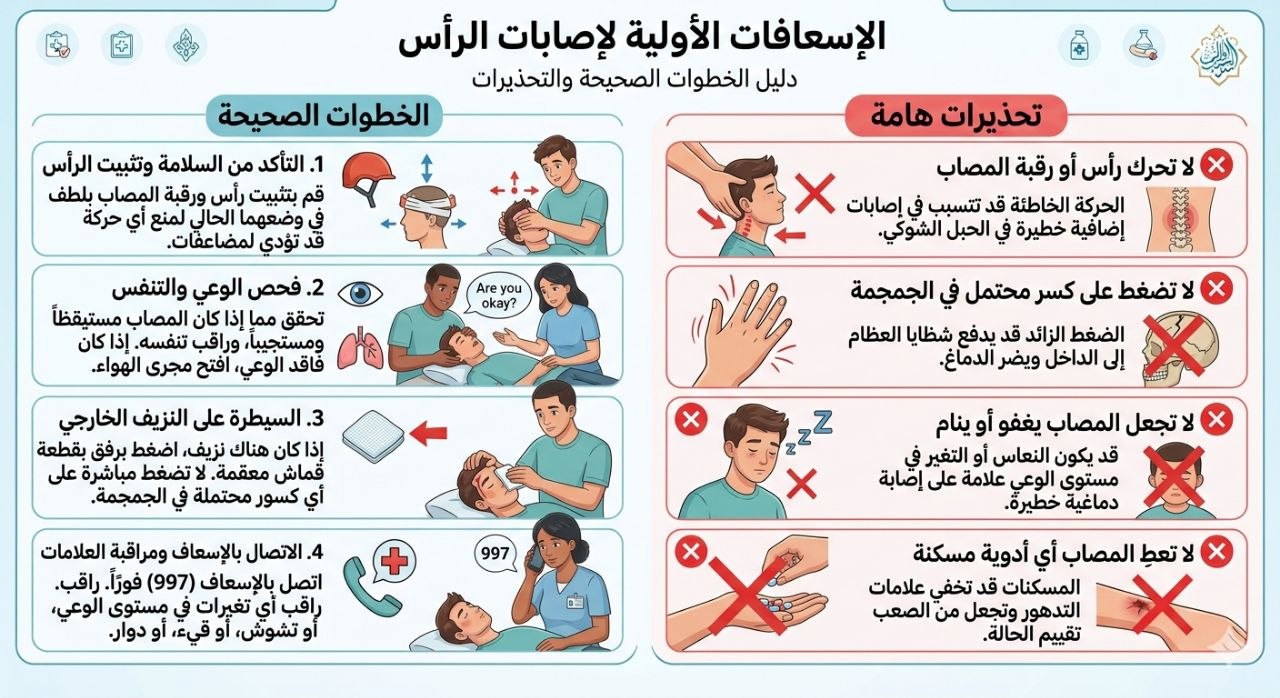 الإسعافات الأولية لإصابات الرأس
دليل الخطوات الصحيحة والتحذيرات
تحذيرات هامة
لا تحرك رأس أو رقبة المصاب
الحركة الخاطئة قد تتسبب في إصابات
إضافية خطيرة في الحبل الشوكي.
لا تضغط على كسر محتمل في الجمجمة
الضغط الزائد قد يدفع شظايا العظام
إلى الداخل ويضر الدماغ.
لا تجعل المصاب يغفو أو ينام
قد يكون النعاس أو التغير في
مستوى الوعي علامة على إصابة
دماغية خطيرة.
z z Z
لا تعطِ المصاب أي أدوية مسكنة
المسكنات قد تخفي علامات
التدهور وتجعل من الصعب
تقييم الحالة.
الخطوات الصحيحة
1. التأكد من السلامة وتثبيت الرأس
قم بتثبيت رأس ورقبة المصاب بلطف
في وضعهما الحالي لمنع أي حركة
قد تؤدي لمضاعفات.
2. فحص الوعي والتنفس
تحقق مما إذا كان المصاب مستيقظاً
ومستجيباً، وراقب تنفسه. إذا كان
فاقد الوعي، افتح مجرى الهواء.
Are you
okay?
3. السيطرة على النزيف الخارجي
إذا كان هناك نزيف، اضغط برفق بقطعة
قماش معقمة. لا تضغط مباشرة على
أي كسور محتملة في الجمجمة.
4. الاتصال بالإسعاف ومراقبة العلامات
اتصل بالإسعاف (997) فورًا. راقب.
راقب أي تغيرات في مستوى الوعي،
أو تشوش، أو قيء، أو دوار.
997